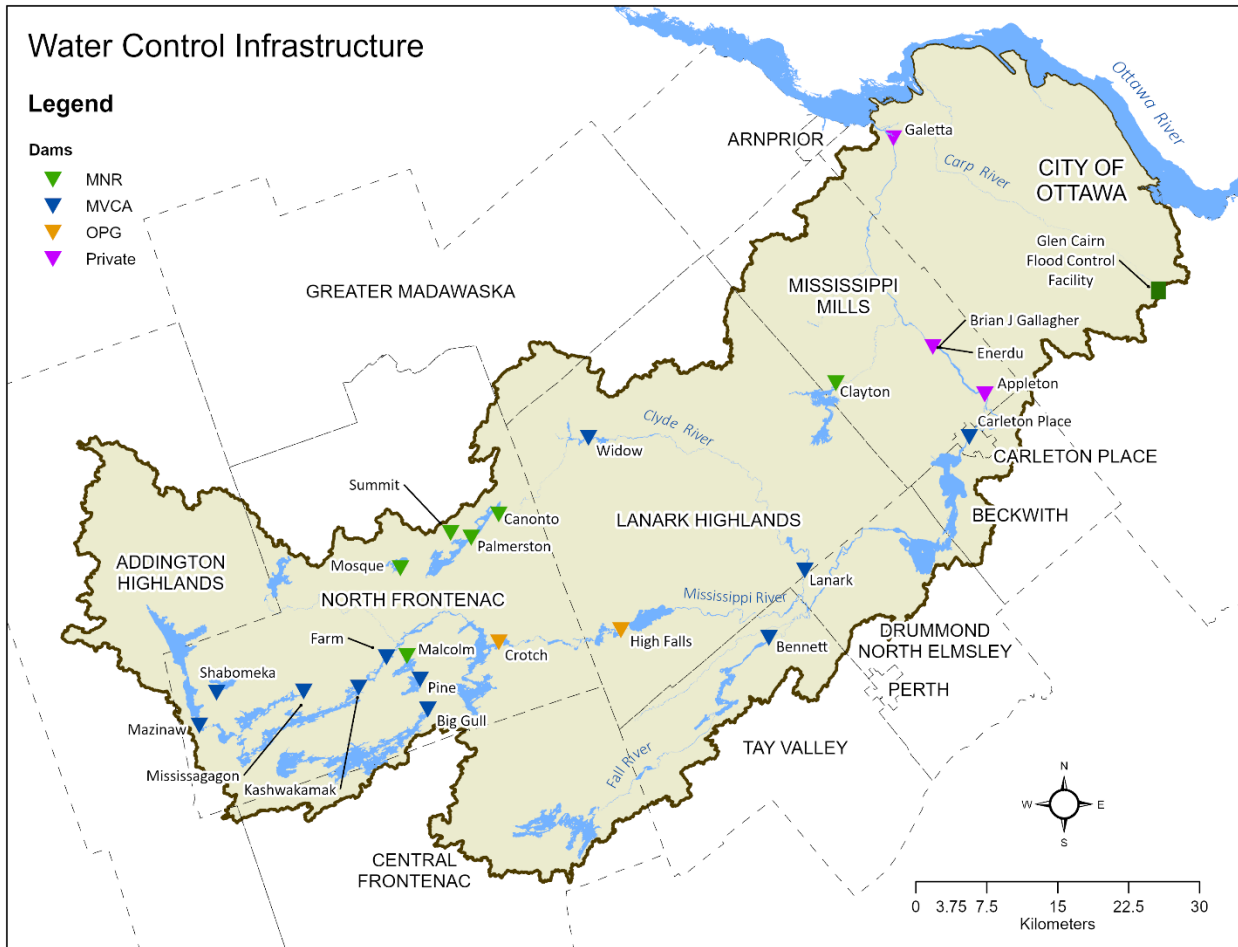 Water Control Infrastructure
Legend
Dams
MNR
MVCA
OPG
Private
Ottawa River
ARNPRIOR
Galetta
Carp River
CITY OF
OTTAWA
Glen Cairn
Flood Control
Facility
GREATER MADAWASKA
MISSISSIPPI
MILLS
Brian J Gallagher
Enerdu
Clayton
Appleton
Carleton Place
CARLETON PLACE
Widow
Clyde River
Summit
Canonto
Palmerston
LANARK HIGHLANDS
BECKWITH
ADDINGTON
HIGHLANDS
Mosque
NORTH FRONTENAC
Lanark
Mississippi River
Farm
Malcolm
Crotch
High Falls
Bennett
DRUMMOND
NORTH ELMSLEY
PERTH
Shabomeka
Pine
Mazinaw
Big Gull
Mississagagon
Kashwakamak
Fall River
TAY VALLEY
CENTRAL
FRONTENAC
N
W E
S
0 3.75 7.5 15 22.5 30
Kilometers